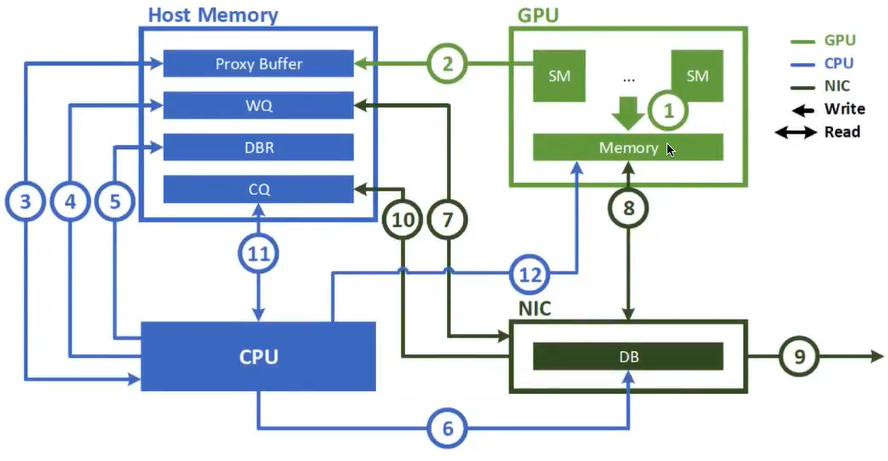 Host Memory
GPU
Proxy Buffer
WQ
DBR
CQ
SM
...
SM
Memory
GPU
CPU
NIC
Write
Read
1
2
3
4
5
10
7
8
11
12
NIC
CPU
DB
9
6